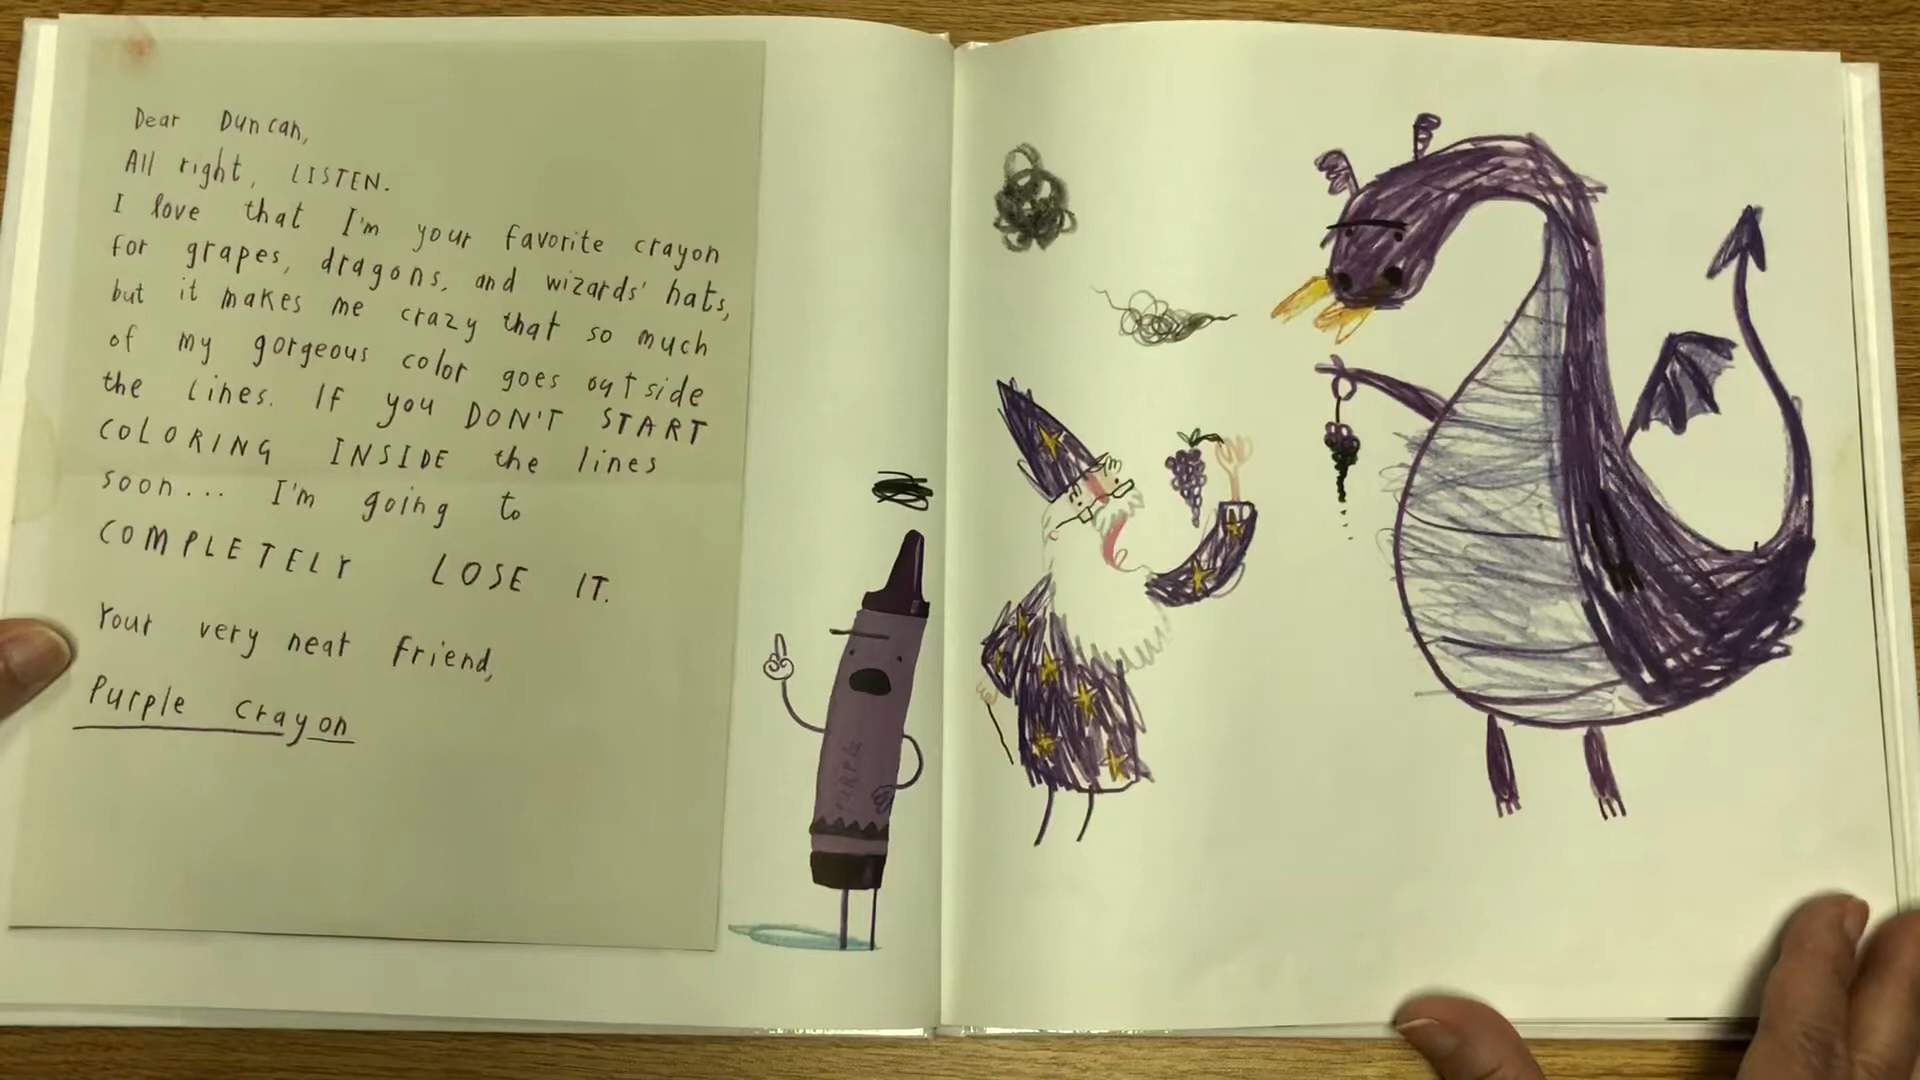 Dear Duncan,
All right, LISTEN.
I love that I'm your favorite crayon
for grapes, dragons, and wizards' hats,
but it makes me crazy that so much
of my gorgeous color goes outside
the lines. If you DON'T START
COLORING INSIDE the lines
soon... I'm going to
COMPLETELY LOSE IT.
Your very neat friend,
Purple Crayon
PURPLE